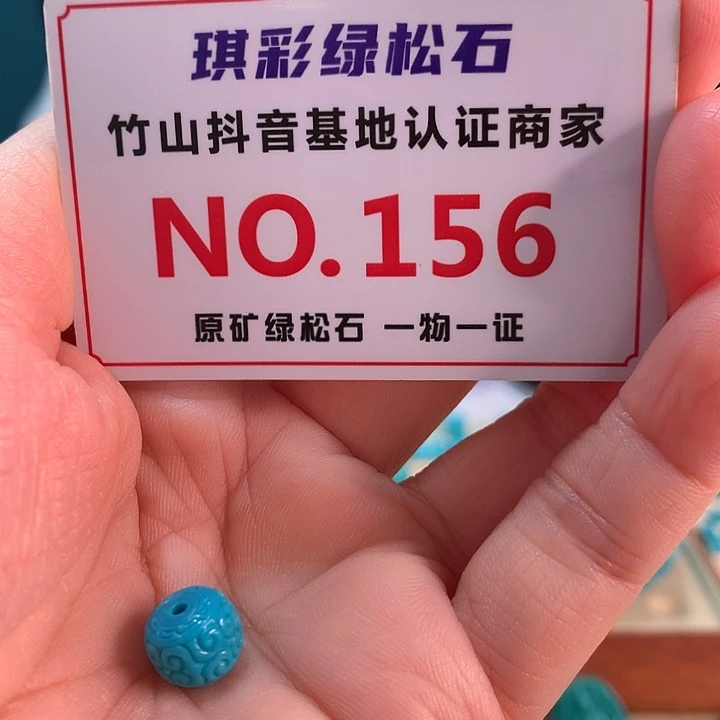 琪彩绿松石
竹山抖音基地认证商家
NO.156
原矿绿松石 一物一证